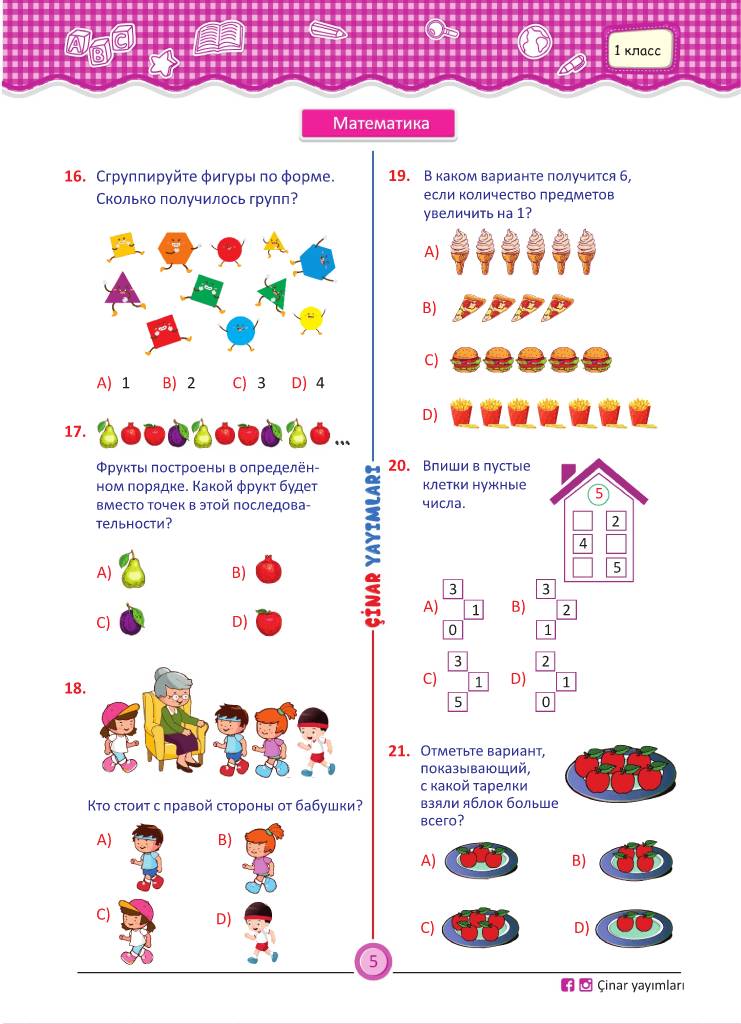 A B C
1 класс
Математика
16. Сгруппируйте фигуры по форме.
Сколько получилось групп?
A) 1 B) 2 C) 3 D) 4
17. ...
Фрукты построены в определён-
ном порядке. Какой фрукт будет
вместо точек в этой последова-
тельности?
A) B)
C) D)
18.
Кто стоит с правой стороны от бабушки?
A) B)
C) D)
ÇİNAR YAYIMLARI
19. В каком варианте получится 6,
если количество предметов
увеличить на 1?
A)
B)
C)
D)
20. Впиши в пустые
клетки нужные
числа.
5
2
4
5
A) 3 1 0 B) 3 2 1
C) 3 1 5 D) 2 1 0
21. Отметьте вариант,
показывающий,
с какой тарелки
взяли яблок больше
всего?
A) B)
C) D)
5
Çinar yayımları